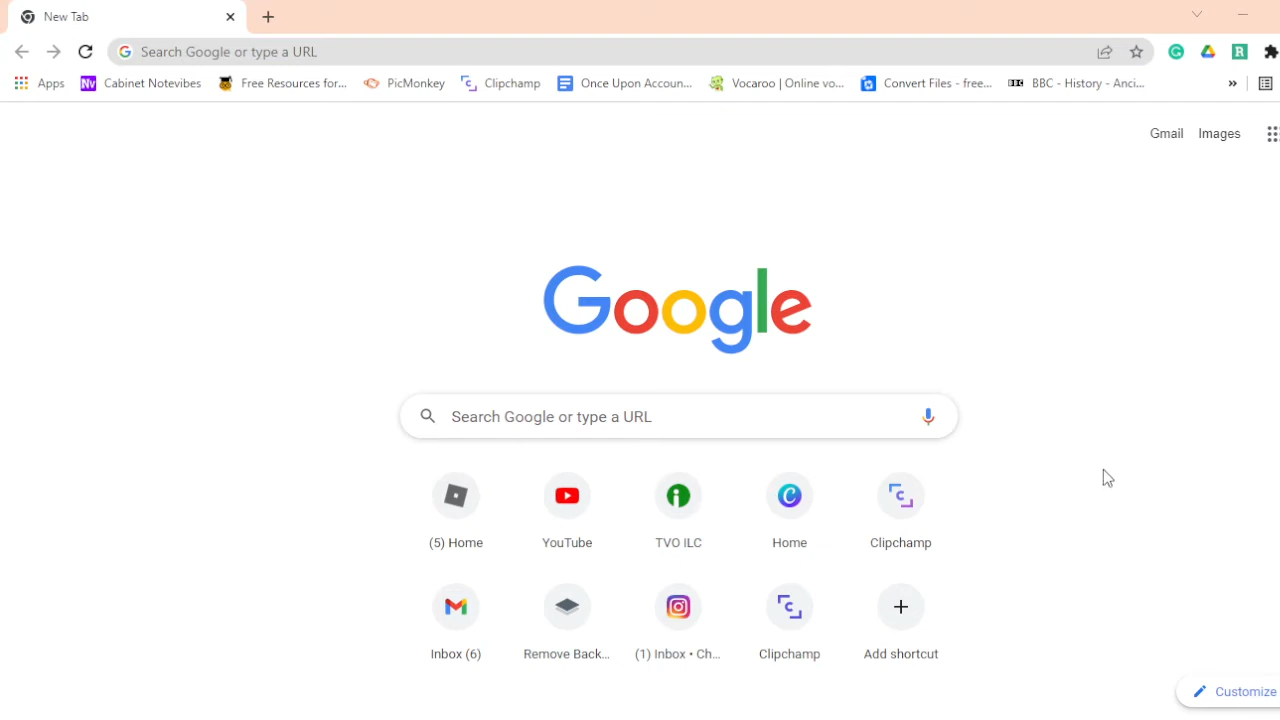 New Tab
Search Google or type a URL
Apps Nv Cabinet Notevibes Free Resources for... PicMonkey Clipchamp Once Upon Accoun... Vocaroo | Online vo... Convert Files - free... BBC BBC - History - Anci... »
Gmail Images
Google
Search Google or type a URL
(5) Home YouTube TVO ILC Home Clipchamp
Inbox (6) Remove Back... (1) Inbox • Ch... Clipchamp Add shortcut
Customize